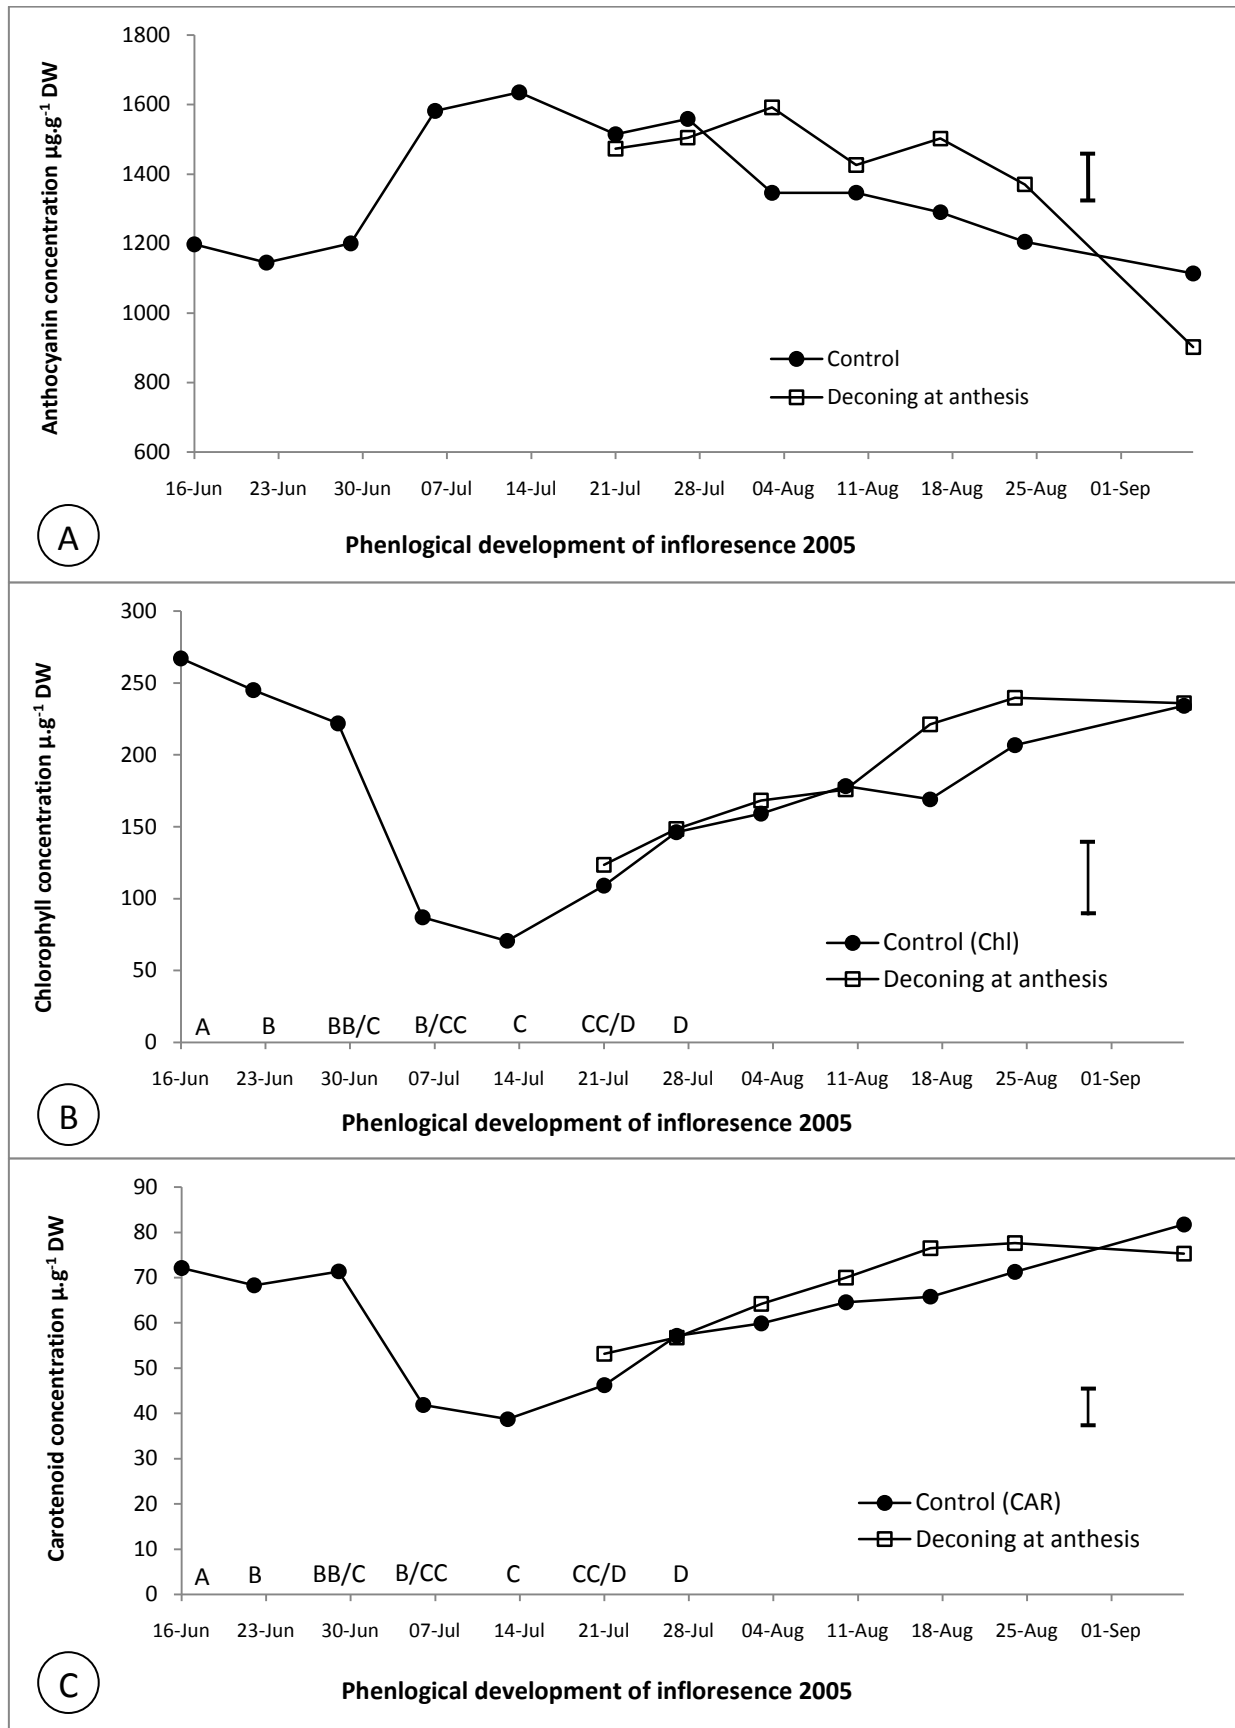 1800
1600
1400
1200
1000
800
600
Anthocyanin concentration µg.g-1 DW
Control
Deconing at anthesis
16-Jun 23-Jun 30-Jun 07-Jul 14-Jul 21-Jul 28-Jul 04-Aug 11-Aug 18-Aug 25-Aug 01-Sep
Phenlogical development of infloresence 2005
A
300
250
200
150
100
50
0
Chlorophyll concentration µ.g-1 DW
Control (Chl)
Deconing at anthesis
A B BB/C B/CC C CC/D D
16-Jun 23-Jun 30-Jun 07-Jul 14-Jul 21-Jul 28-Jul 04-Aug 11-Aug 18-Aug 25-Aug 01-Sep
Phenlogical development of infloresence 2005
B
90
80
70
60
50
40
30
20
10
0
Carotenoid concentration µ.g-1 DW
Control (CAR)
Deconing at anthesis
A B BB/C B/CC C CC/D D
16-Jun 23-Jun 30-Jun 07-Jul 14-Jul 21-Jul 28-Jul 04-Aug 11-Aug 18-Aug 25-Aug 01-Sep
Phenlogical development of infloresence 2005
C